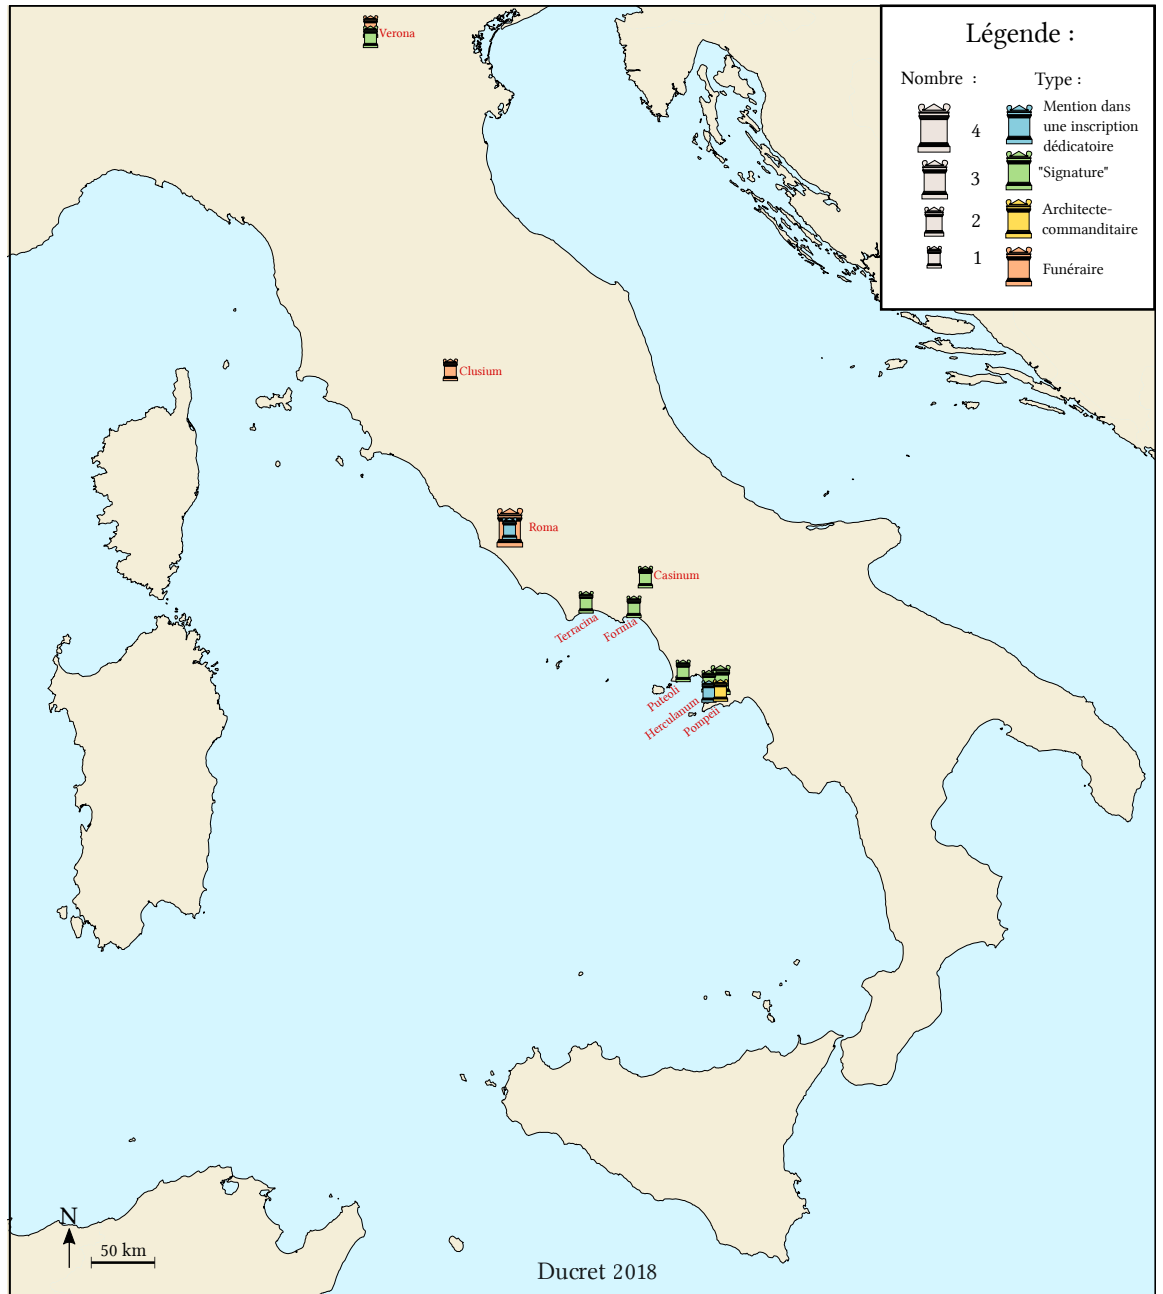 Légende :
Nombre :
Type :
4
Mention dans
une inscription
dédicatoire
3
"Signature"
2
Architecte-
commanditaire
1
Funéraire
Verona
Clusium
Roma
Casinum
Terracina
Formia
Puteoli
Herculanum
Pompeii
N
50 km
Ducret 2018